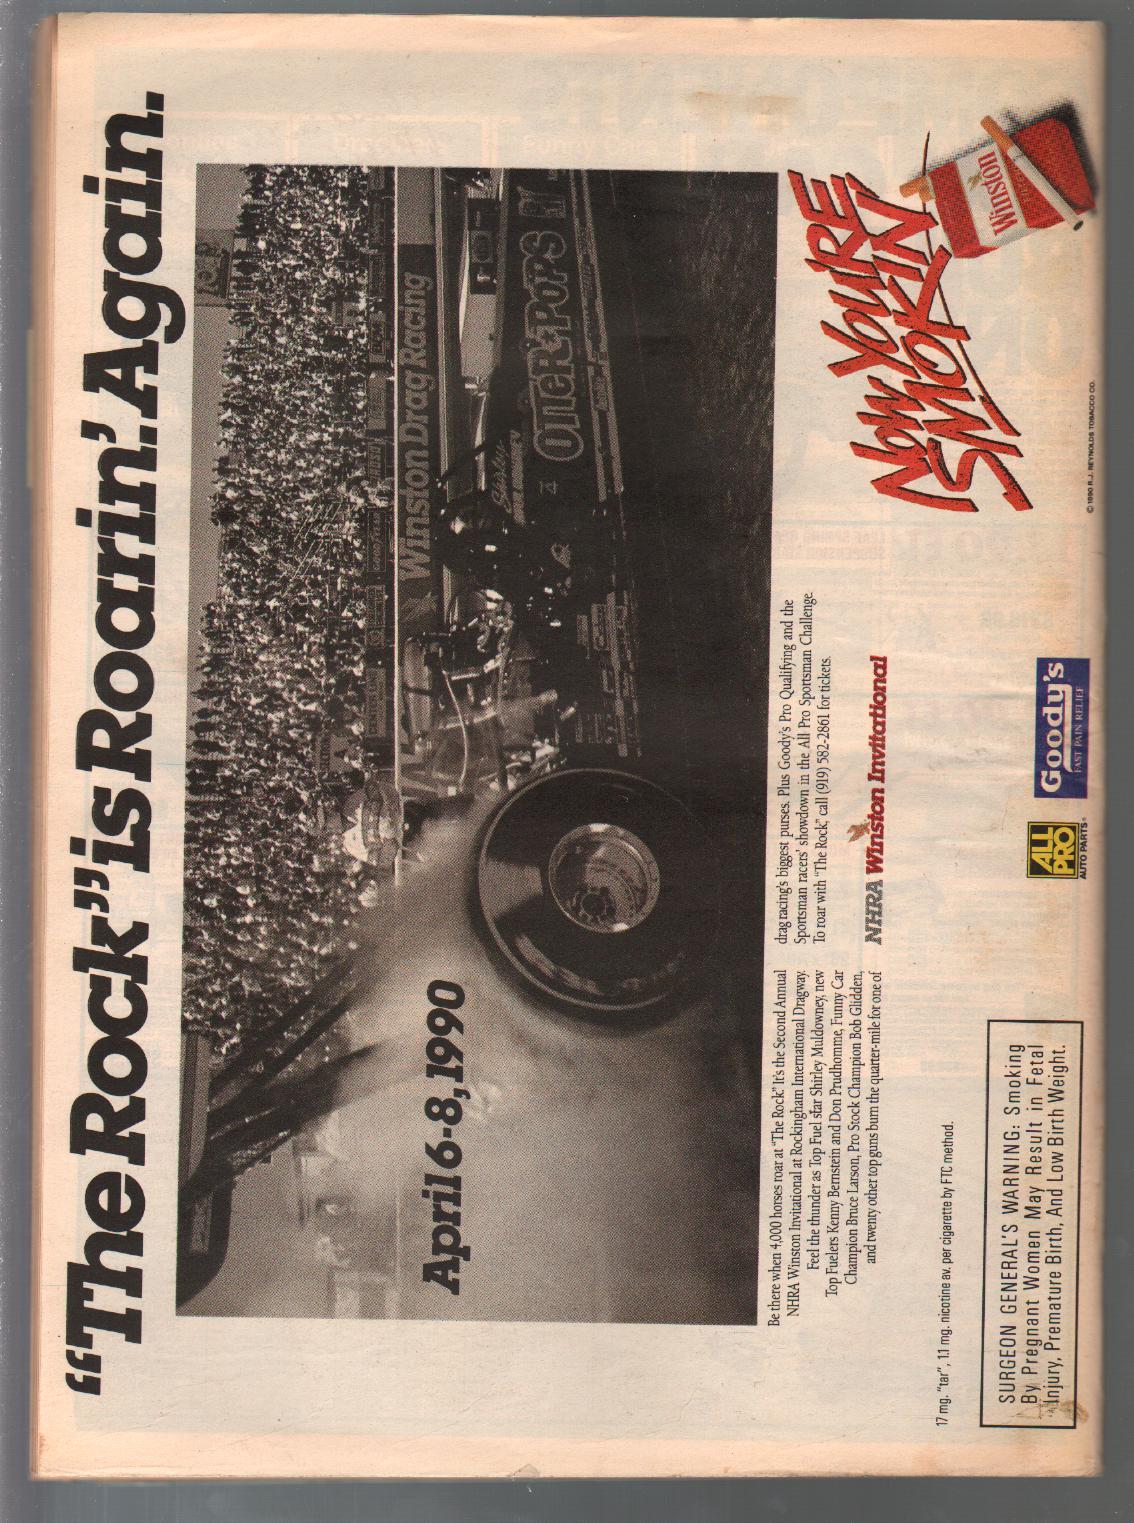 “The Rock” is Roarin’. Again.
Winston Drag Racing
Shirley
OtterPops
April 6-8, 1990
Be there when 4,000 horses roar at “The Rock.” It’s the Second Annual
NHRA Winston Invitational at Rockingham International Dragway.
Feel the thunder as Top Fuel star Shirley Muldowney, new
Top Fuelers Kenny Bernstein and Don Prudhomme, Funny Car
Champion Bruce Larson, Pro Stock Champion Bob Glidden,
and twenty other top guns burn the quarter-mile for one of
drag racing’s biggest purses. Plus Goody’s Pro Qualifying and the
Sportsman racers’ showdown in the All Pro Sportsman Challenge.
To roar with “The Rock,” call (919) 582-2861 for tickets.
NHRA Winston Invitational
NOW YOU'RE
SMOKIN'
Winston
17 mg. "tar", 1.1 mg. nicotine av. per cigarette by FTC method.
SURGEON GENERAL'S WARNING: Smoking
By Pregnant Women May Result in Fetal
Injury, Premature Birth, And Low Birth Weight.
ALL
PRO
AUTO PARTS®
Goody's
FAST PAIN RELIEF
© 1990 R.J. REYNOLDS TOBACCO CO.